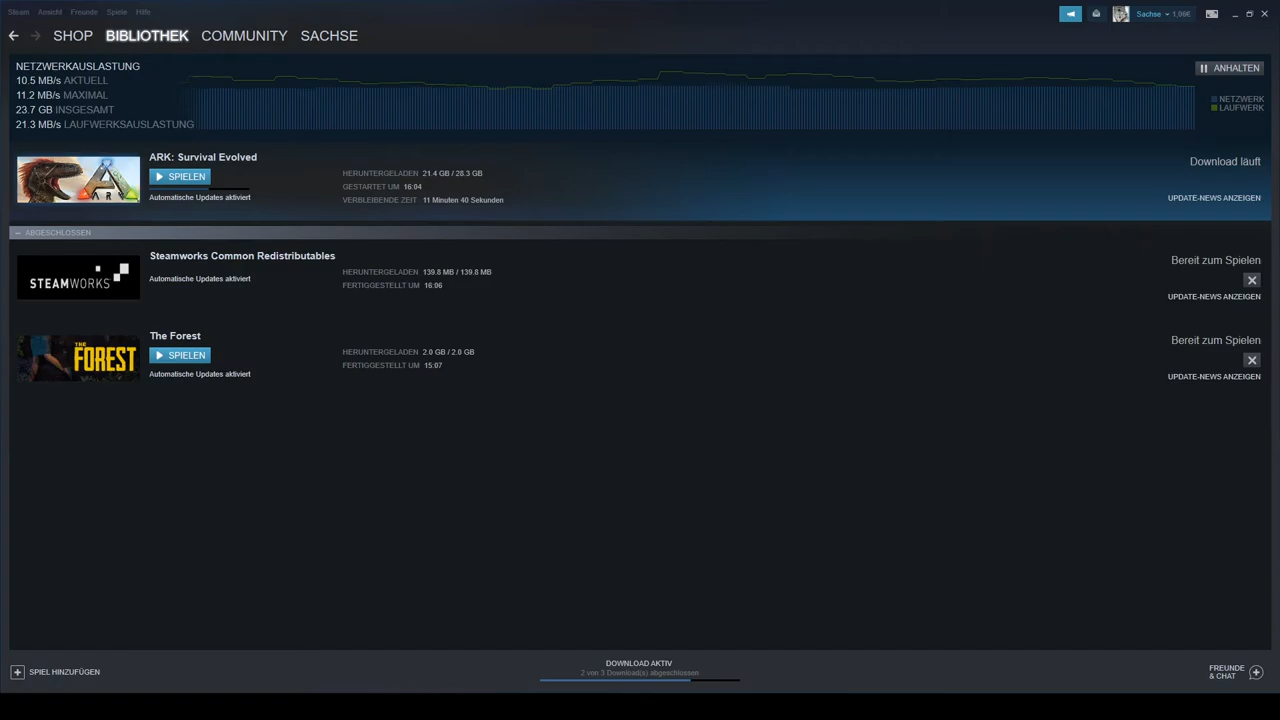 Steam Ansicht Freunde Spiele Hilfe
Sachse 1,06€
SHOP BIBLIOTHEK COMMUNITY SACHSE
NETZWERKAUSLASTUNG
10.5 MB/s AKTUELL
11.2 MB/s MAXIMAL
23.7 GB INSGESAMT
21.3 MB/s LAUFWERKSAUSLASTUNG
ANHALTEN
NETZWERK
LAUFWERK
ARK
ARK: Survival Evolved
SPIELEN
Automatische Updates aktiviert
HERUNTERGELADEN 21.4 GB / 28.3 GB
GESTARTET UM 16:04
VERBLEIBENDE ZEIT 11 Minuten 40 Sekunden
Download läuft
UPDATE-NEWS ANZEIGEN
ABGESCHLOSSEN
STEAMWORKS
Steamworks Common Redistributables
Automatische Updates aktiviert
HERUNTERGELADEN 139.8 MB / 139.8 MB
FERTIGGESTELLT UM 16:06
Bereit zum Spielen
UPDATE-NEWS ANZEIGEN
THE
FOREST
The Forest
SPIELEN
Automatische Updates aktiviert
HERUNTERGELADEN 2.0 GB / 2.0 GB
FERTIGGESTELLT UM 15:07
Bereit zum Spielen
UPDATE-NEWS ANZEIGEN
SPIEL HINZUFÜGEN
DOWNLOAD AKTIV
2 von 3 Download(s) abgeschlossen
FREUNDE
& CHAT